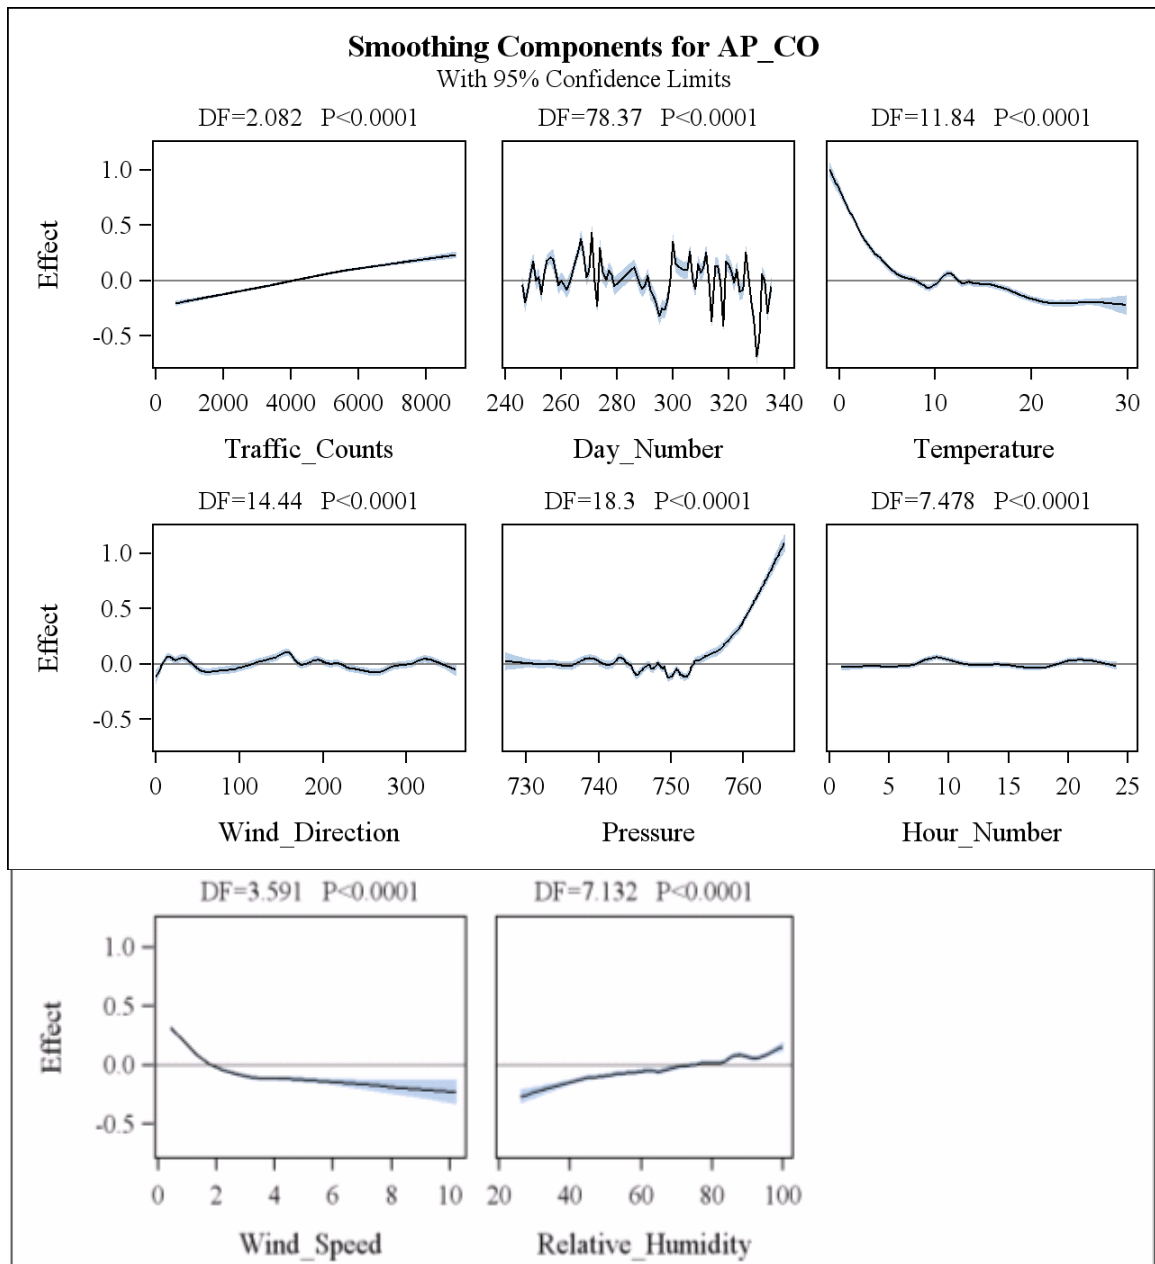 Smoothing Components for AP_CO
With 95% Confidence Limits
DF=2.082 P<0.0001 DF=78.37 P<0.0001 DF=11.84 P<0.0001
Effect
1.0
0.5
0.0
-0.5
0 2000 4000 6000 8000 240 260 280 300 320 340 0 10 20 30
Traffic_Counts Day_Number Temperature
DF=14.44 P<0.0001 DF=18.3 P<0.0001 DF=7.478 P<0.0001
Effect
1.0
0.5
0.0
-0.5
0 100 200 300 730 740 750 760 0 5 10 15 20 25
Wind_Direction Pressure Hour_Number
DF=3.591 P<0.0001 DF=7.132 P<0.0001
Effect
1.0
0.5
0.0
-0.5
0 2 4 6 8 10 20 40 60 80 100
Wind_Speed Relative_Humidity